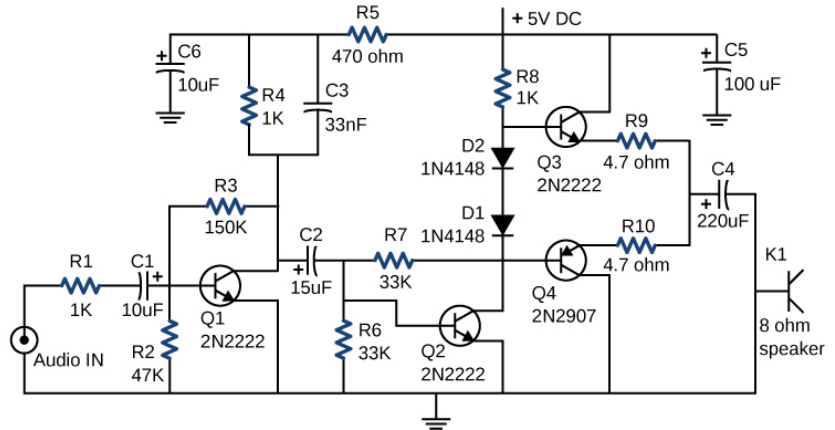 R5
470 ohm
+ 5V DC
+ C6
10uF
R4
1K
C3
33nF
R8
1K
+ C5
100 uF
R9
4.7 ohm
Q3
2N2222
D2
1N4148
R3
150K
D1
1N4148
C4
+
220uF
R10
4.7 ohm
R1
1K
C1
+
10uF
C2
+
15uF
R7
33K
K1
8 ohm
speaker
Q1
2N2222
Q4
2N2907
Audio IN
R2
47K
R6
33K
Q2
2N2222